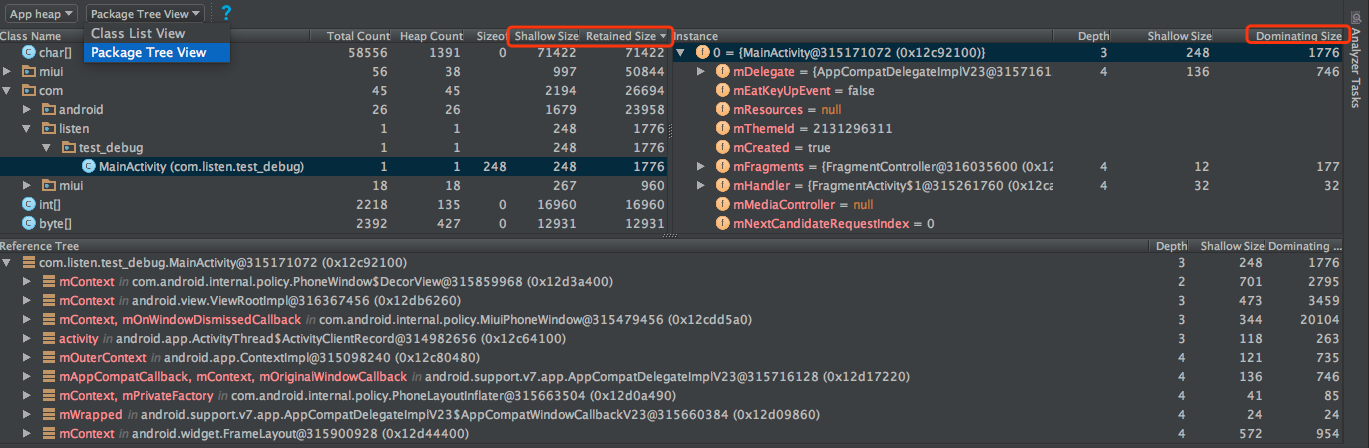 App heap Package Tree View ?
Class List View
Package Tree View
Class Name Total Count Heap Count Sizeof Shallow Size Retained Size
char[] 58556 1391 0 71422 71422
miui 56 38 997 50844
com 45 45 2194 26694
android 26 26 1679 23958
listen 1 1 248 1776
test_debug 1 1 248 1776
MainActivity (com.listen.test_debug) 1 1 248 248 1776
miui 18 18 267 960
int[] 2218 135 0 16960 16960
byte[] 2392 427 0 12931 12931
Instance Depth Shallow Size Dominating Size
0 = {MainActivity@315171072 (0x12c92100)} 3 248 1776
mDelegate = {AppCompatDelegateImplV23@3157161 4 136 746
mEatKeyUpEvent = false
mResources = null
mThemeId = 2131296311
mCreated = true
mFragments = {FragmentController@316035600 (0x12 4 12 177
mHandler = {FragmentActivity$1@315261760 (0x12ca 4 32 32
mMediaController = null
mNextCandidateRequestIndex = 0
Analyzer Tasks
Reference Tree Depth Shallow Size Dominating ...
com.listen.test_debug.MainActivity@315171072 (0x12c92100) 3 248 1776
mContext in com.android.internal.policy.PhoneWindow$DecorView@315859968 (0x12d3a400) 2 701 2795
mContext in android.view.ViewRootImpl@316367456 (0x12db6260) 3 473 3459
mContext, mOnWindowDismissedCallback in com.android.internal.policy.MiuiPhoneWindow@315479456 (0x12cdd5a0) 3 344 20104
activity in android.app.ActivityThread$ActivityClientRecord@314982656 (0x12c64100) 3 118 263
mOuterContext in android.app.ContextImpl@315098240 (0x12c80480) 4 121 735
mAppCompatCallback, mContext, mOriginalWindowCallback in android.support.v7.app.AppCompatDelegateImplV23@315716128 (0x12d17220) 4 136 746
mContext, mPrivateFactory in com.android.internal.policy.PhoneLayoutInflater@315663504 (0x12d0a490) 4 41 85
mWrapped in android.support.v7.app.AppCompatDelegateImplV23$AppCompatWindowCallbackV23@315660384 (0x12d09860) 4 24 24
mContext in android.widget.FrameLayout@315900928 (0x12d44400) 4 572 954